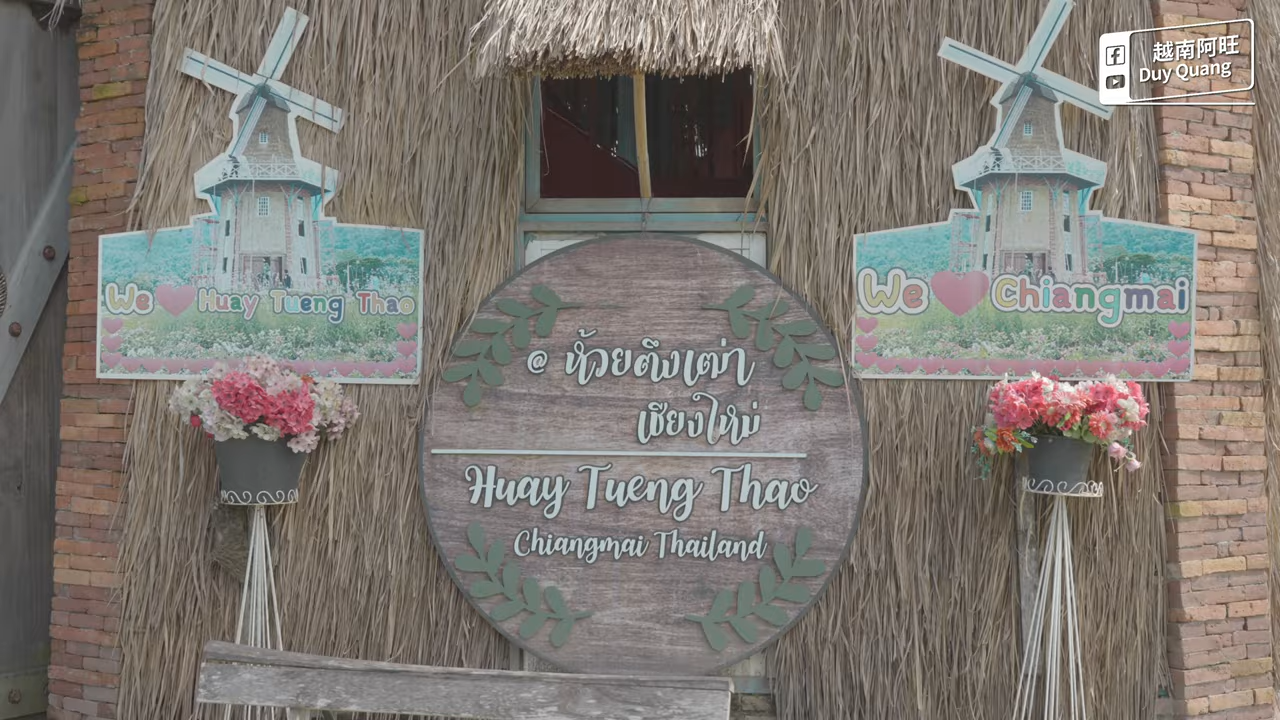 越南阿旺
Duy Quang
We Huay Tueng Thao
We Chiangmai
@ ห้วยตึงเฒ่า
เชียงใหม่
Huay Tueng Thao
Chiangmai Thailand